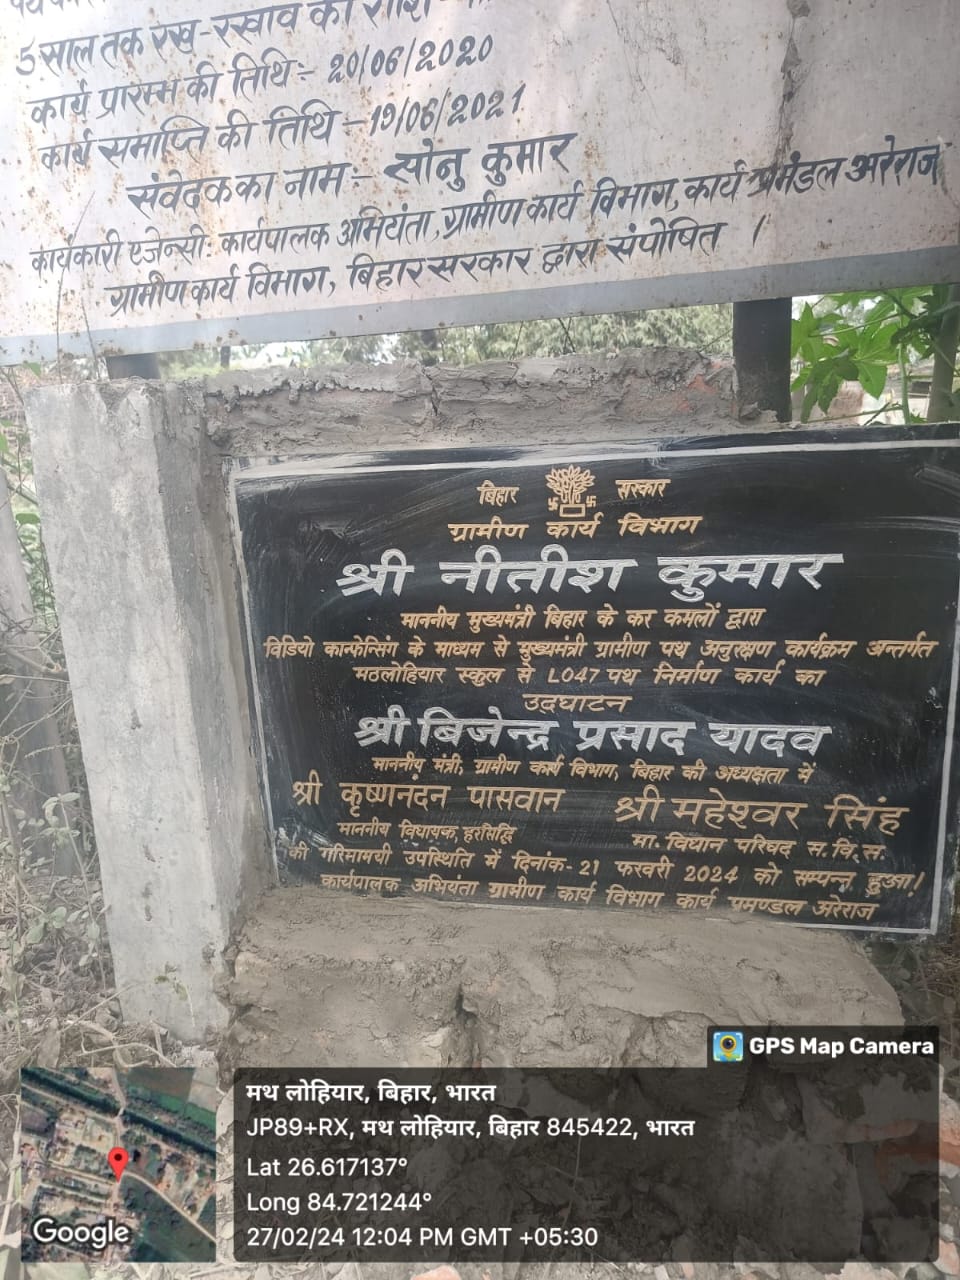 5 साल तक रख-रखाव की राशि
कार्य प्रारम्भ की तिथि :- 20/06/2020
कार्य समाप्ति की तिथि - 19/06/2021
संवेदक का नाम :- सोनु कुमार
कार्यकारी एजेन्सी: कार्यपालक अभियंता, ग्रामीण कार्य विभाग, कार्य प्रमंडल अरेराज
ग्रामीण कार्य विभाग, बिहार सरकार द्वारा संपोषित ।
बिहार सरकार
ग्रामीण कार्य विभाग
श्री नीतीश कुमार
माननीय मुख्यमंत्री बिहार के कर कमलों द्वारा
विडियो कान्फेन्सिंग के माध्यम से मुख्यमंत्री ग्रामीण पथ अनुरक्षण कार्यक्रम अन्तर्गत
मठलोहियार स्कुल से L047 पथ निर्माण कार्य का
उद्घाटन
श्री बिजेन्द्र प्रसाद यादव
माननीय मंत्री, ग्रामीण कार्य विभाग, बिहार की अध्यक्षता में
श्री कृष्णनंदन पासवान श्री महेश्वर सिंह
माननीय विधायक, हरसिद्धि मा. विधान परिषद स. वि. स.
की गरिमामयी उपस्थिति में दिनांक- 21 फरवरी 2024 को सम्पन्न हुआ।
कार्यपालक अभियंता ग्रामीण कार्य विभाग कार्य प्रमण्डल अरेराज
GPS Map Camera
मथ लोहियार, बिहार, भारत
JP89+RX, मथ लोहियार, बिहार 845422, भारत
Lat 26.617137°
Long 84.721244°
27/02/24 12:04 PM GMT +05:30
Google